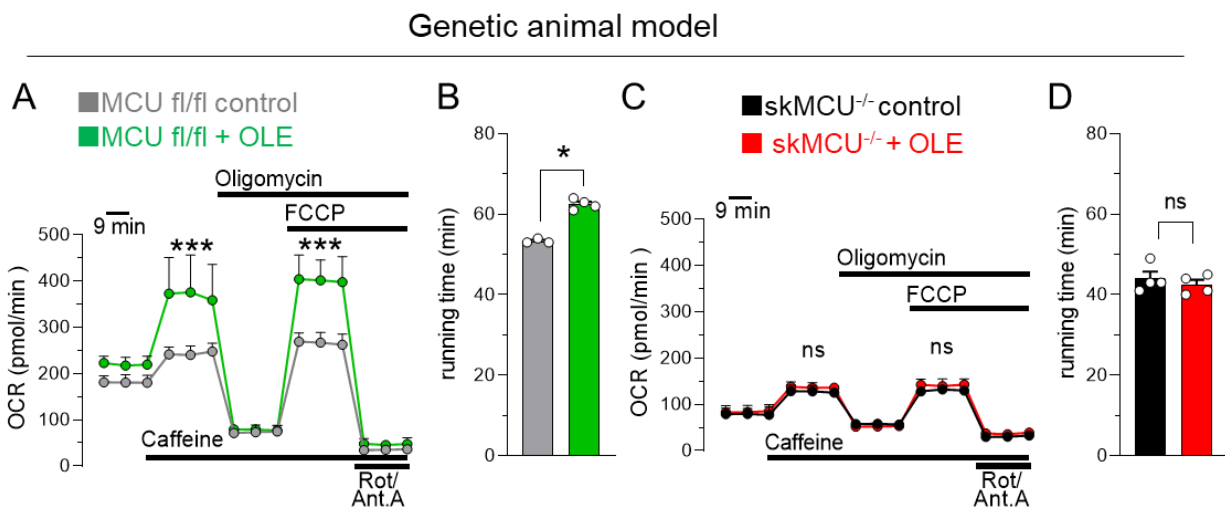 Genetic animal model
A
MCU fl/fl control
MCU fl/fl + OLE
Oligomycin
FCCP
9 min
***
***
500
400
300
200
100
0
OCR (pmol/min)
Caffeine
Rot/
Ant.A
B
80
60
40
20
0
running time (min)
*
C
skMCU⁻/⁻ control
skMCU⁻/⁻ + OLE
9 min
Oligomycin
FCCP
500
400
300
200
100
0
OCR (pmol/min)
ns
ns
Caffeine
Rot/
Ant.A
D
80
60
40
20
0
running time (min)
ns